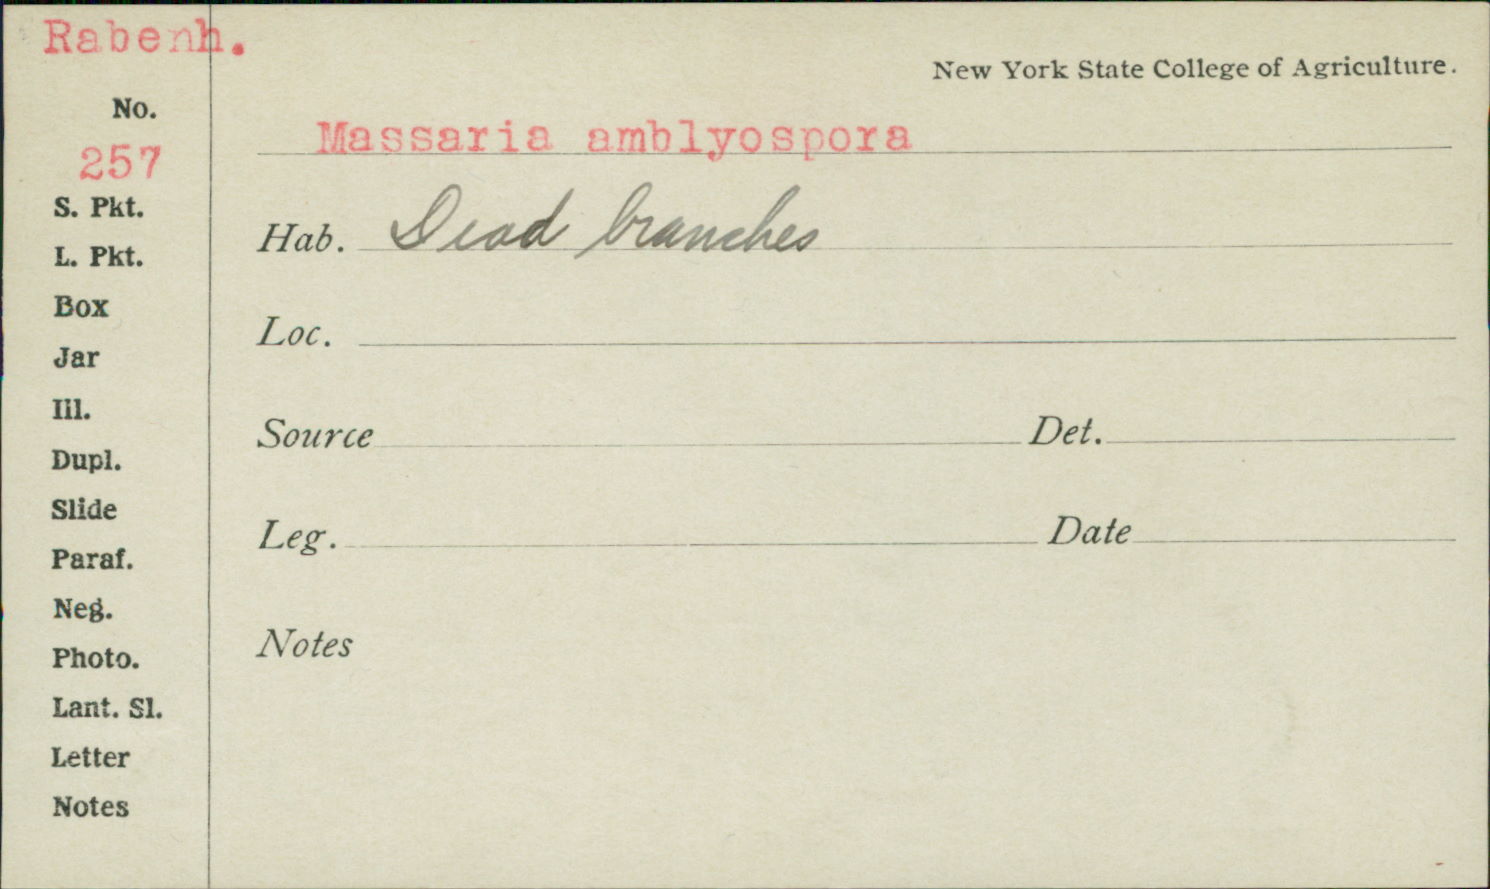 Rabenh.
New York State College of Agriculture.
No.
257
Massaria amblyospora
S. Pkt.
L. Pkt.
Box
Jar
Ill.
Dupl.
Slide
Paraf.
Neg.
Photo.
Lant. Sl.
Letter
Notes
Hab. Dead branches
Loc.
Source Det.
Leg. Date
Notes